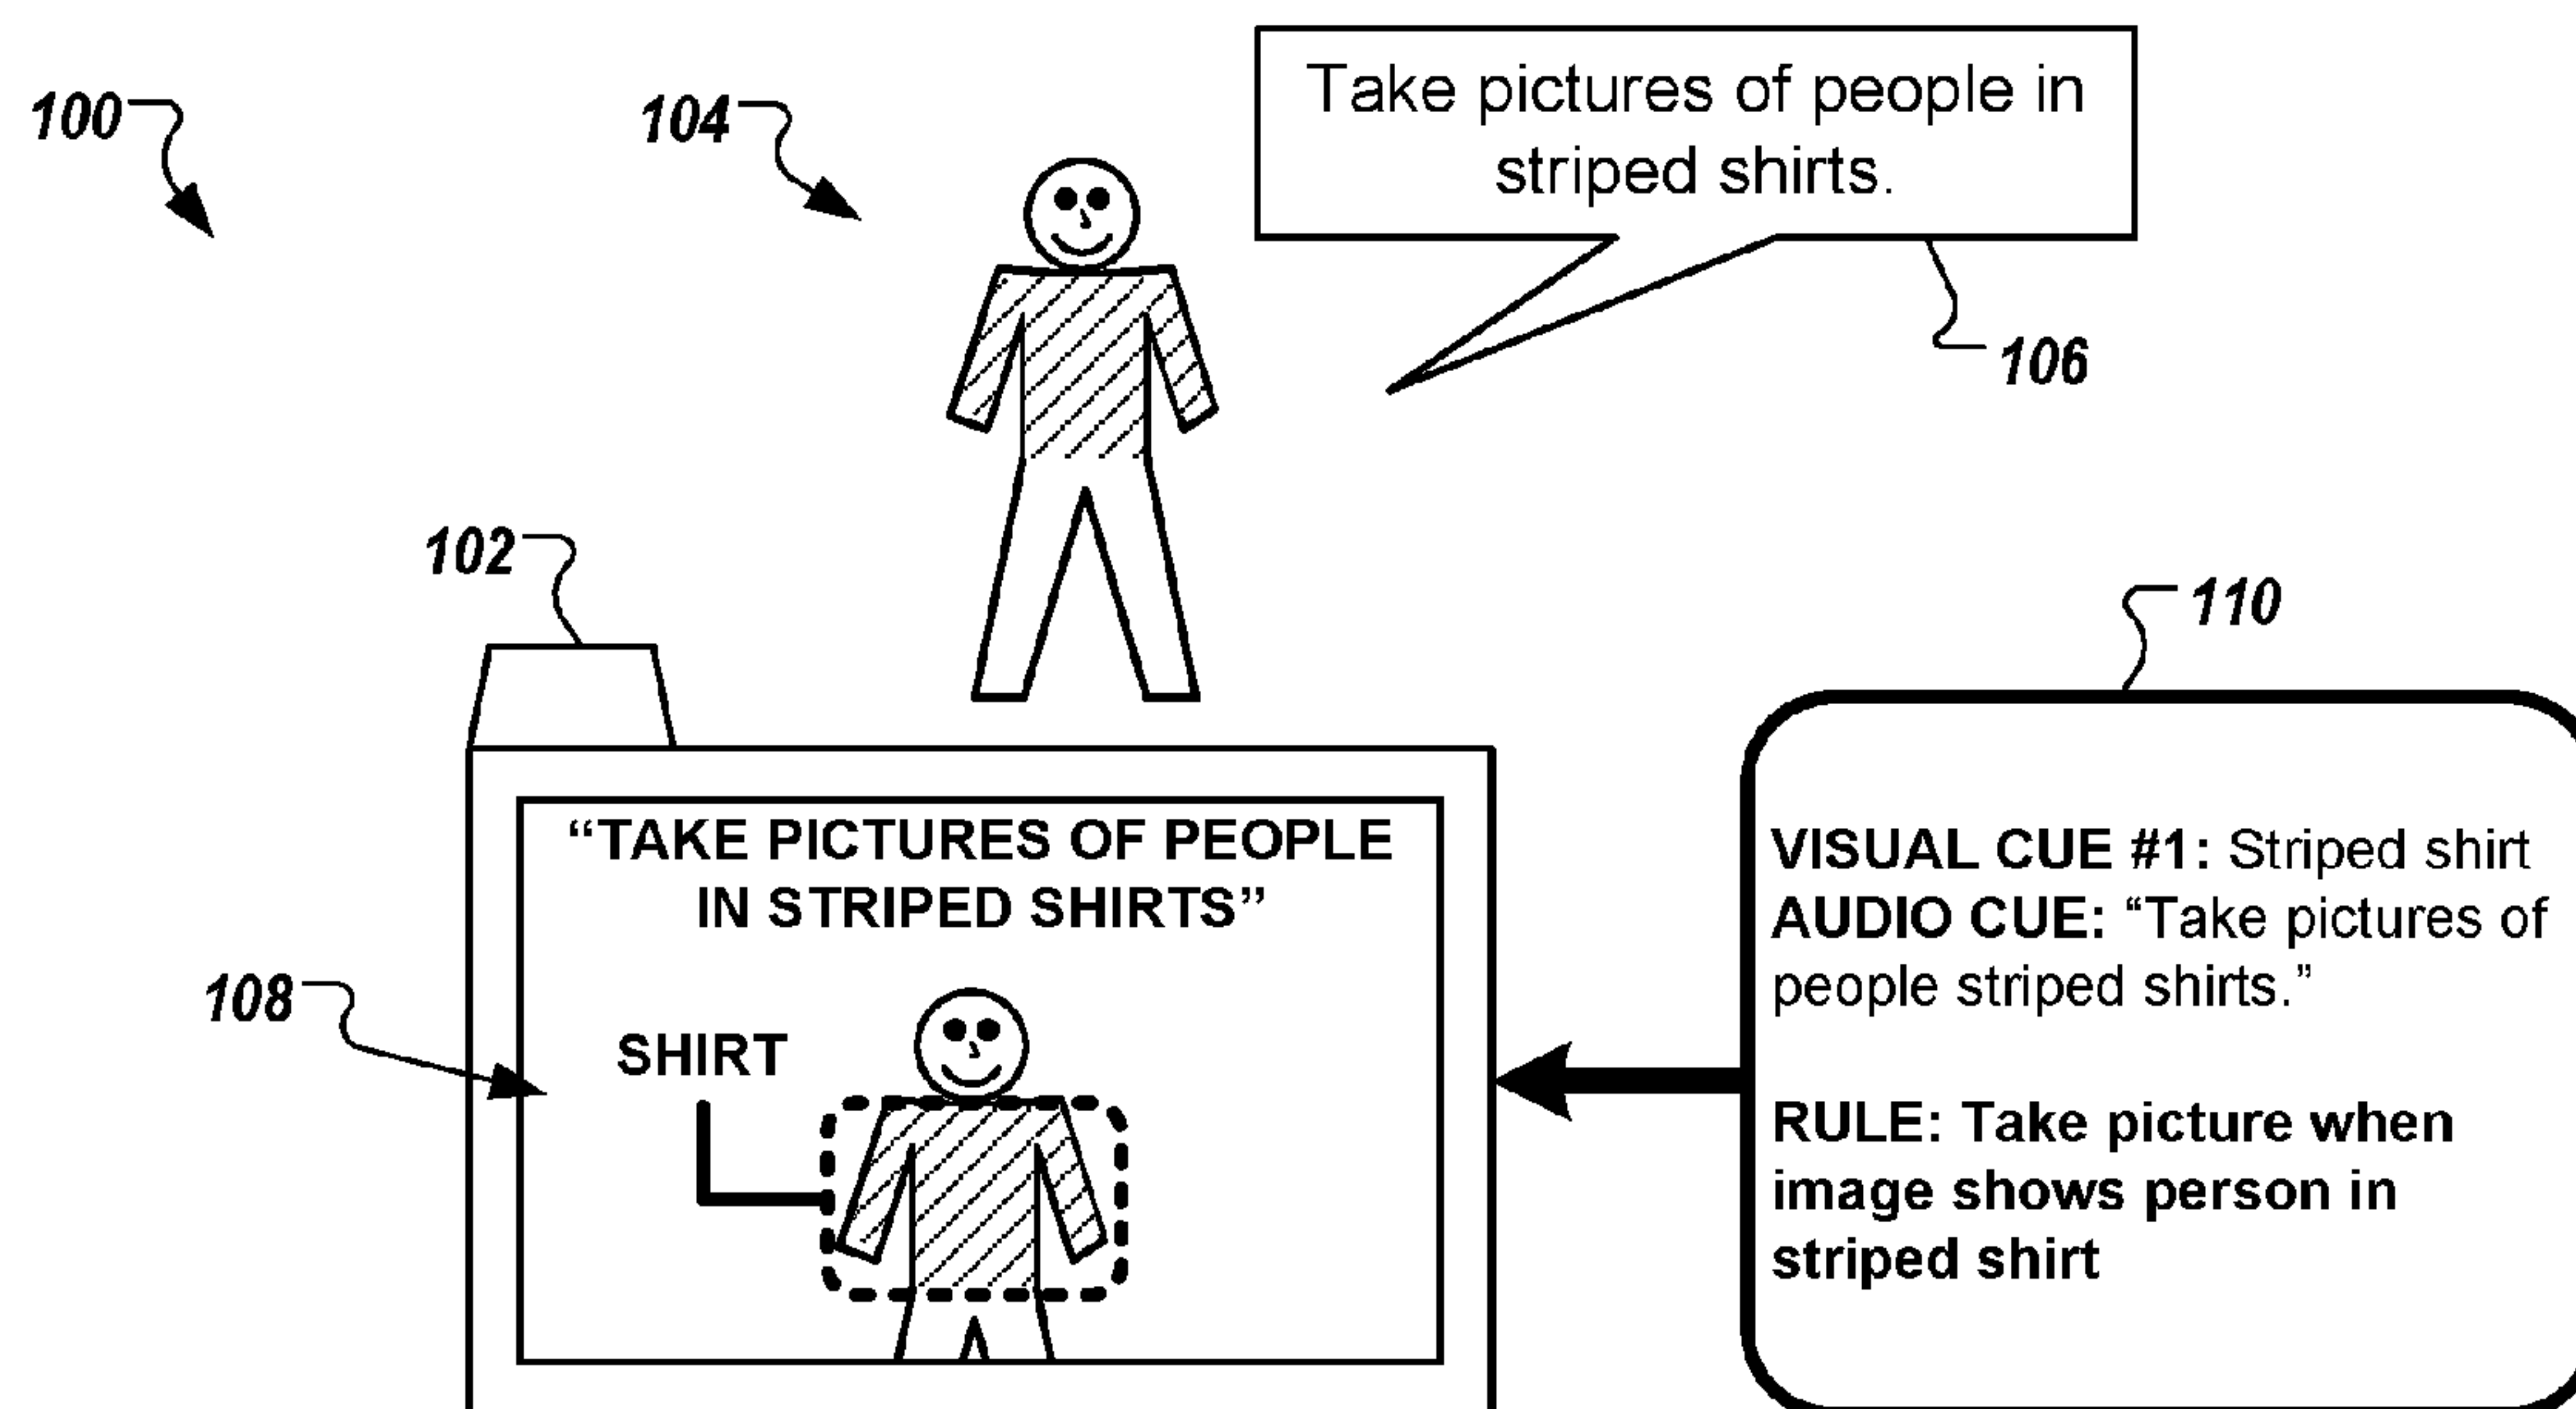 100
104
Take pictures of people in
striped shirts.
106
102
110
“TAKE PICTURES OF PEOPLE
IN STRIPED SHIRTS”
108
SHIRT
VISUAL CUE #1: Striped shirt
AUDIO CUE: “Take pictures of
people striped shirts.”
RULE: Take picture when
image shows person in
striped shirt